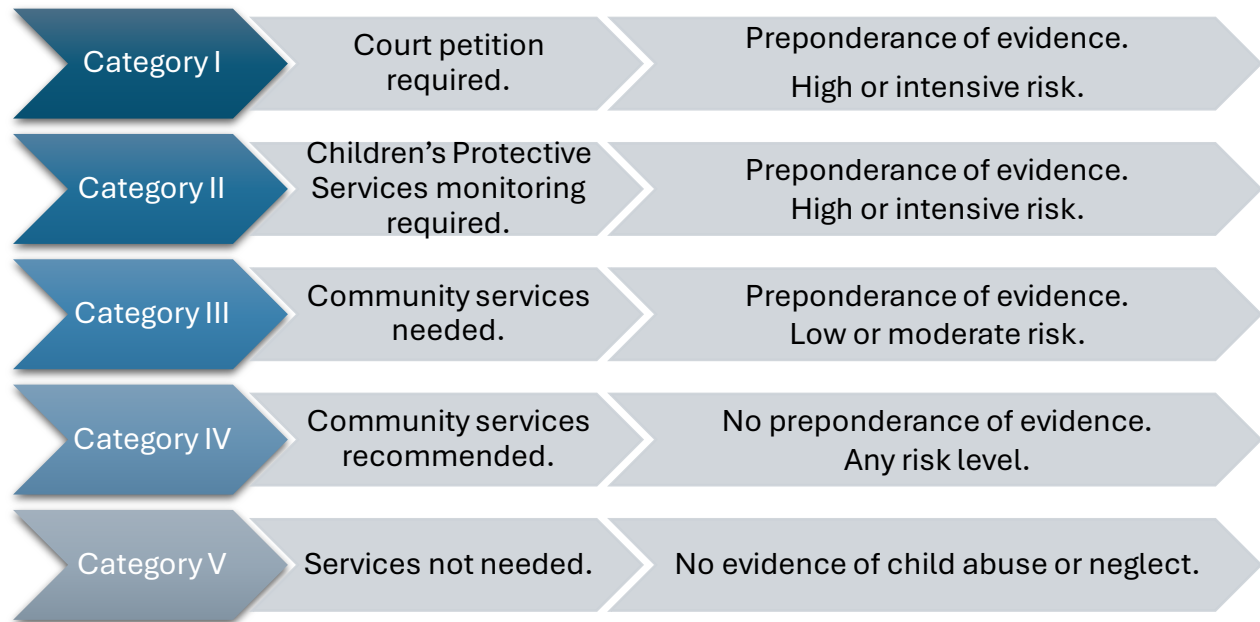 Category I
Court petition
required.
Preponderance of evidence.
High or intensive risk.
Category II
Children’s Protective
Services monitoring
required.
Preponderance of evidence.
High or intensive risk.
Category III
Community services
needed.
Preponderance of evidence.
Low or moderate risk.
Category IV
Community services
recommended.
No preponderance of evidence.
Any risk level.
Category V
Services not needed.
No evidence of child abuse or neglect.